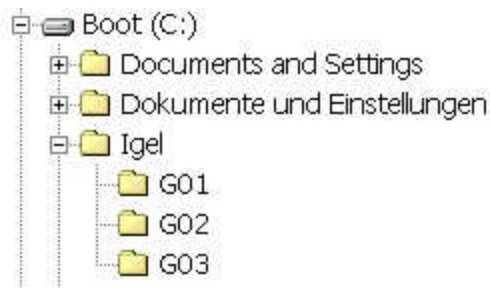 Boot (C:)
Documents and Settings
Dokumente und Einstellungen
Igel
G01
G02
G03